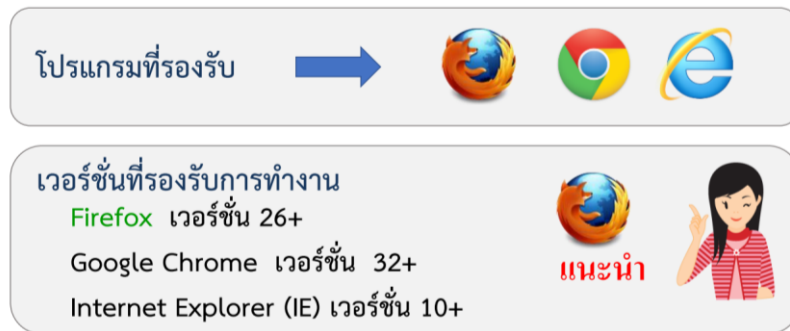 โปรแกรมที่รองรับ
เวอร์ชั่นที่รองรับการทำงาน
Firefox เวอร์ชั่น 26+
Google Chrome เวอร์ชั่น 32+
Internet Explorer (IE) เวอร์ชั่น 10+
แนะนำ